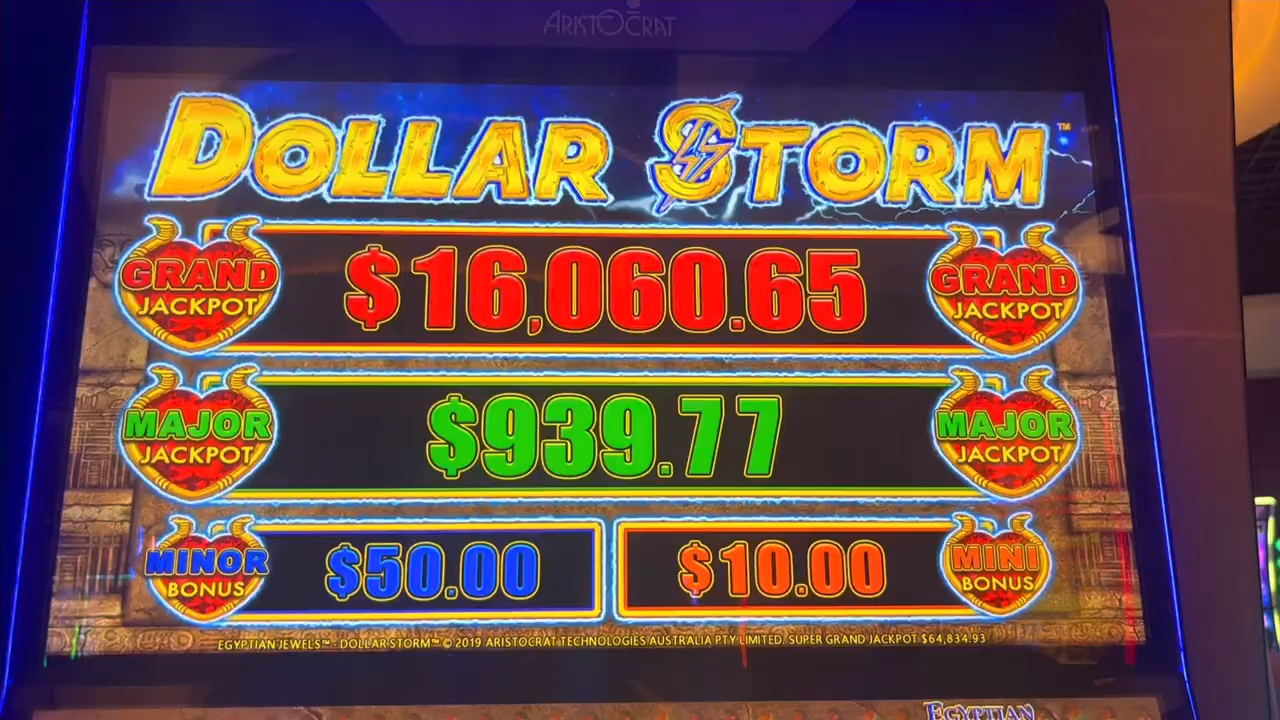 ARISTOCRAT
DOLLAR STORM™
GRAND JACKPOT
$16,060.65
GRAND JACKPOT
MAJOR JACKPOT
$939.77
MAJOR JACKPOT
MINOR BONUS
$50.00
$10.00
MINI BONUS
EGYPTIAN JEWELS™ - DOLLAR STORM™ © 2019 ARISTOCRAT TECHNOLOGIES AUSTRALIA PTY LIMITED. SUPER GRAND JACKPOT $64,834.93
EGYPTIAN